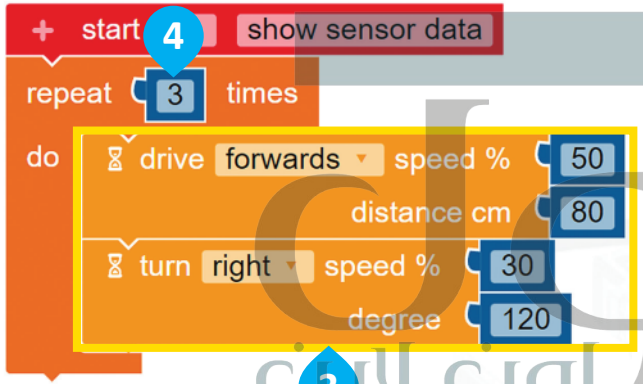 + start show sensor data
4
repeat 3 times
do drive forwards speed % 50
distance cm 80
turn right speed % 30
degree 120